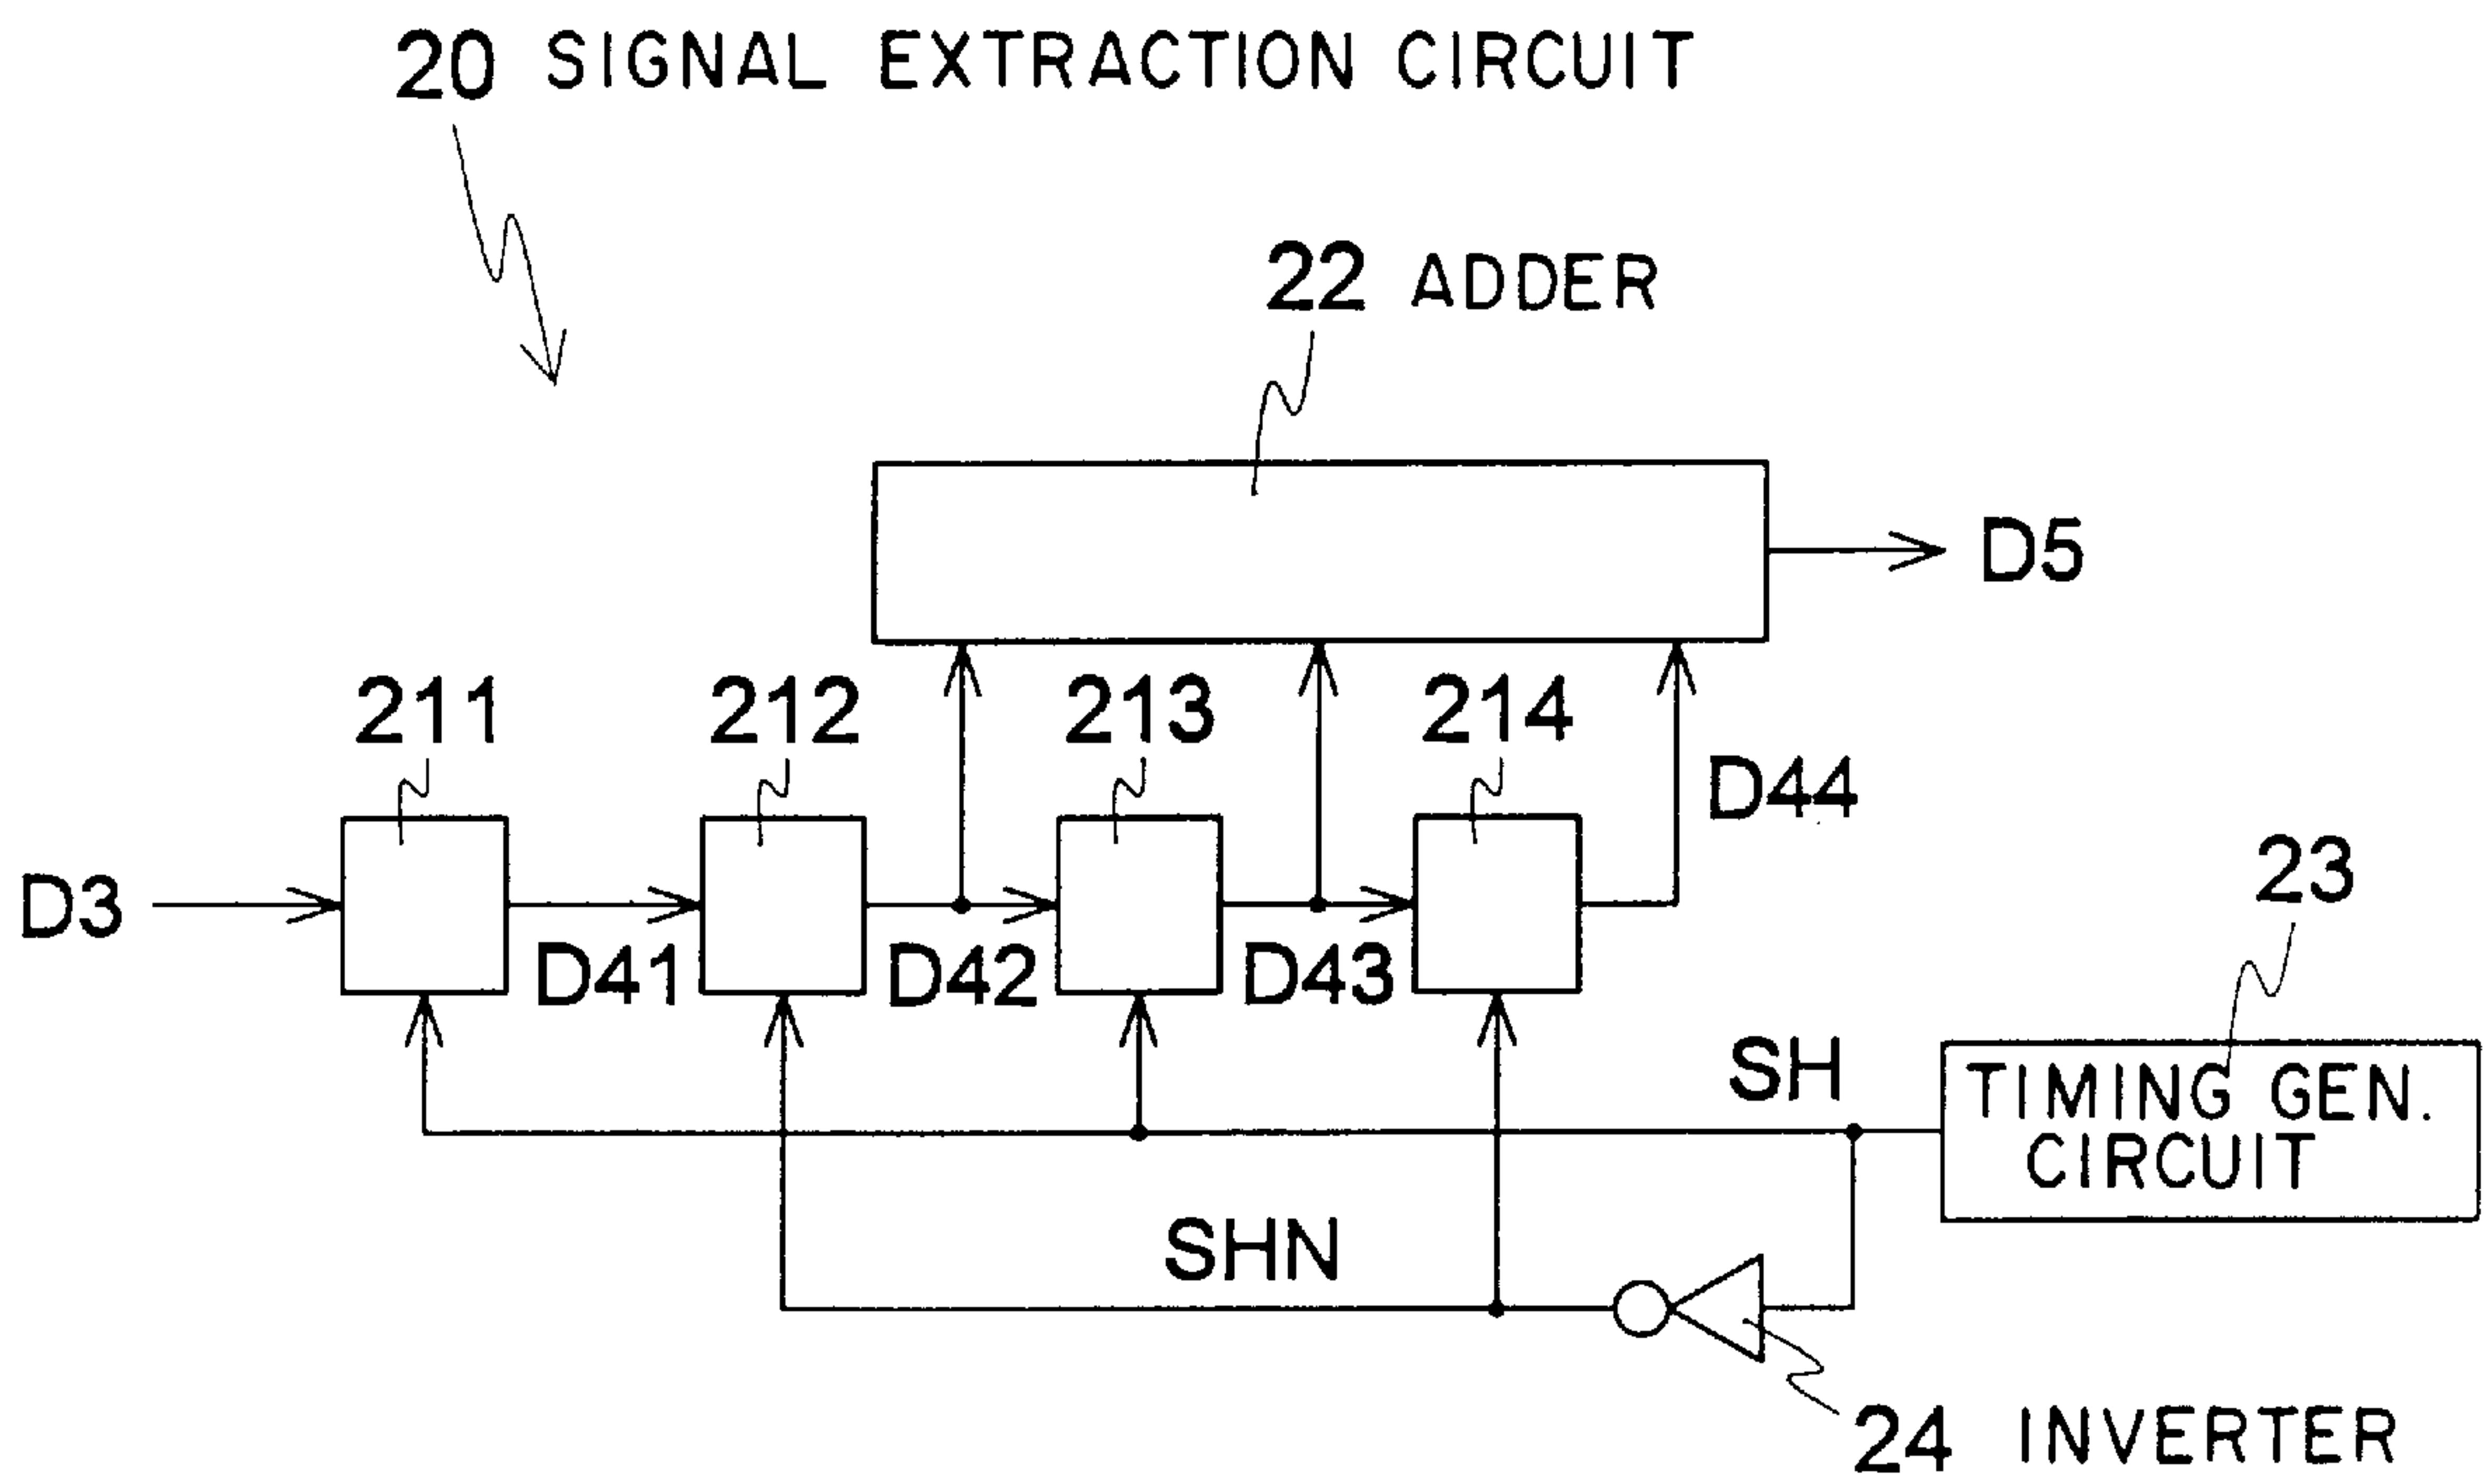 20 SIGNAL EXTRACTION CIRCUIT
22 ADDER
D5
211
212
213
214
D44
D3
D41
D42
D43
23
SH
TIMING GEN.
CIRCUIT
SHN
24 INVERTER